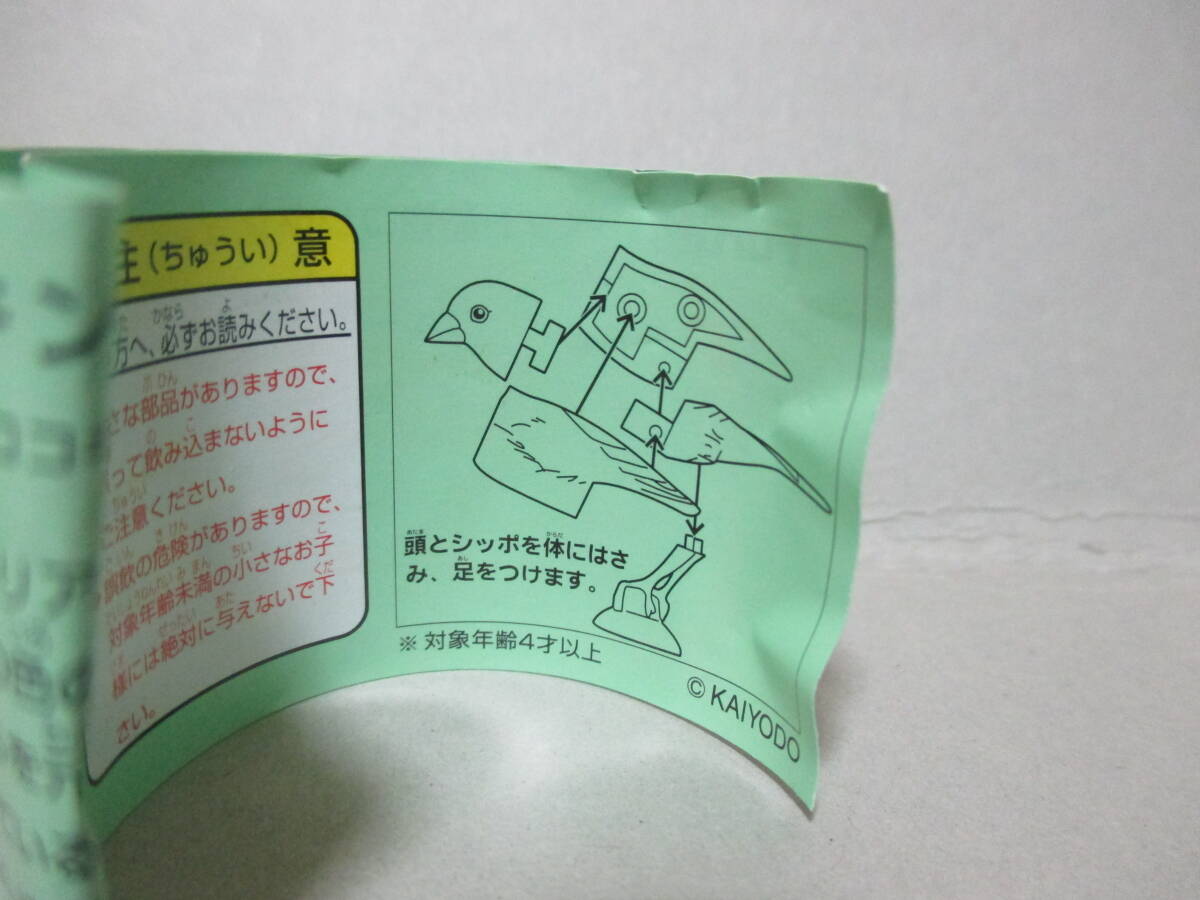 注（ちゅうい）意
方へ、必ずお読みください。
さな部品がありますので、
って飲み込まないように
ご注意ください。
誤飲の危険がありますので、
対象年齢未満の小さなお子
様には絶対に与えないで下
さい。
頭とシッポを体にはさ
み、足をつけます。
※対象年齢4才以上
© KAIYODO